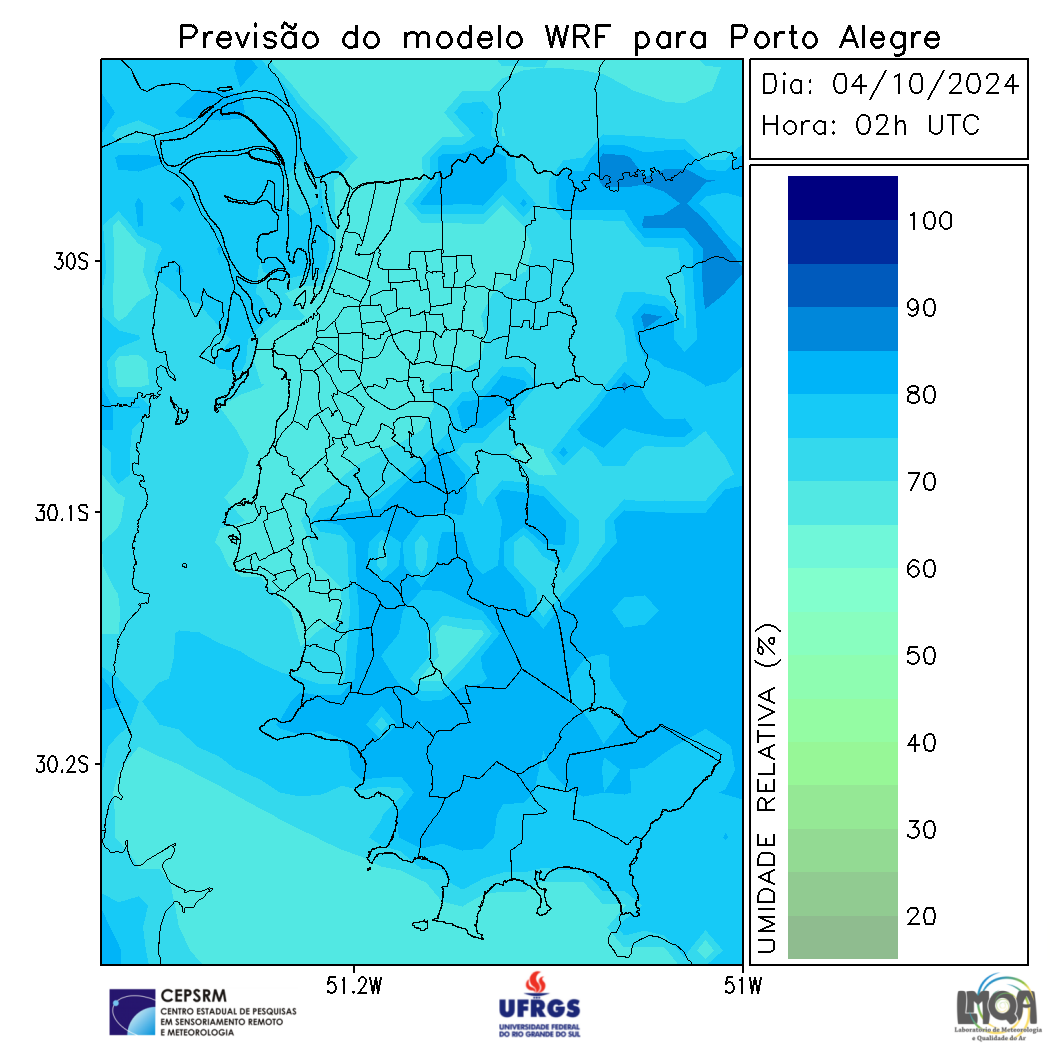 Previsão do modelo WRF para Porto Alegre
Dia: 04/10/2024
Hora: 02h UTC
30S
30.1S
30.2S
51.2W
51W
UMIDADE RELATIVA (%)
100
90
80
70
60
50
40
30
20
CEPSRM
CENTRO ESTADUAL DE PESQUISAS
EM SENSORIAMENTO REMOTO
E METEOROLOGIA
UFRGS
UNIVERSIDADE FEDERAL
DO RIO GRANDE DO SUL
LMQA
Laboratório de Meteorologia
e Qualidade do Ar